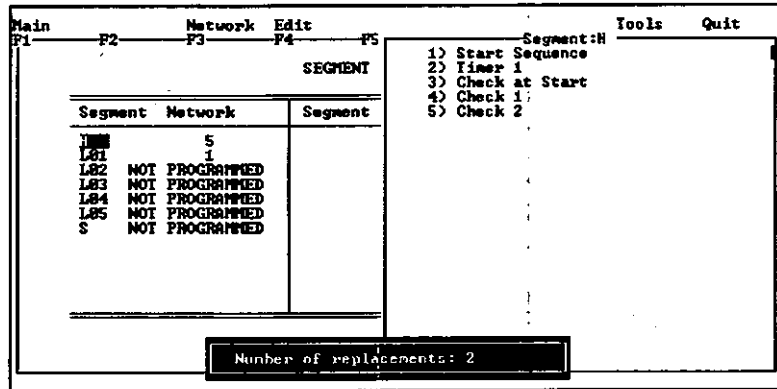 Main Network Edit Tools Quit
F1 F2 F3 F4 F5
Segment:M
SEGMENT
1) Start Sequence
2) Timer 1
3) Check at Start
4) Check 1
5) Check 2
Segment Network Segment
5
L01 1
L02 NOT PROGRAMMED
L03 NOT PROGRAMMED
L04 NOT PROGRAMMED
L05 NOT PROGRAMMED
S NOT PROGRAMMED
Number of replacements: 2